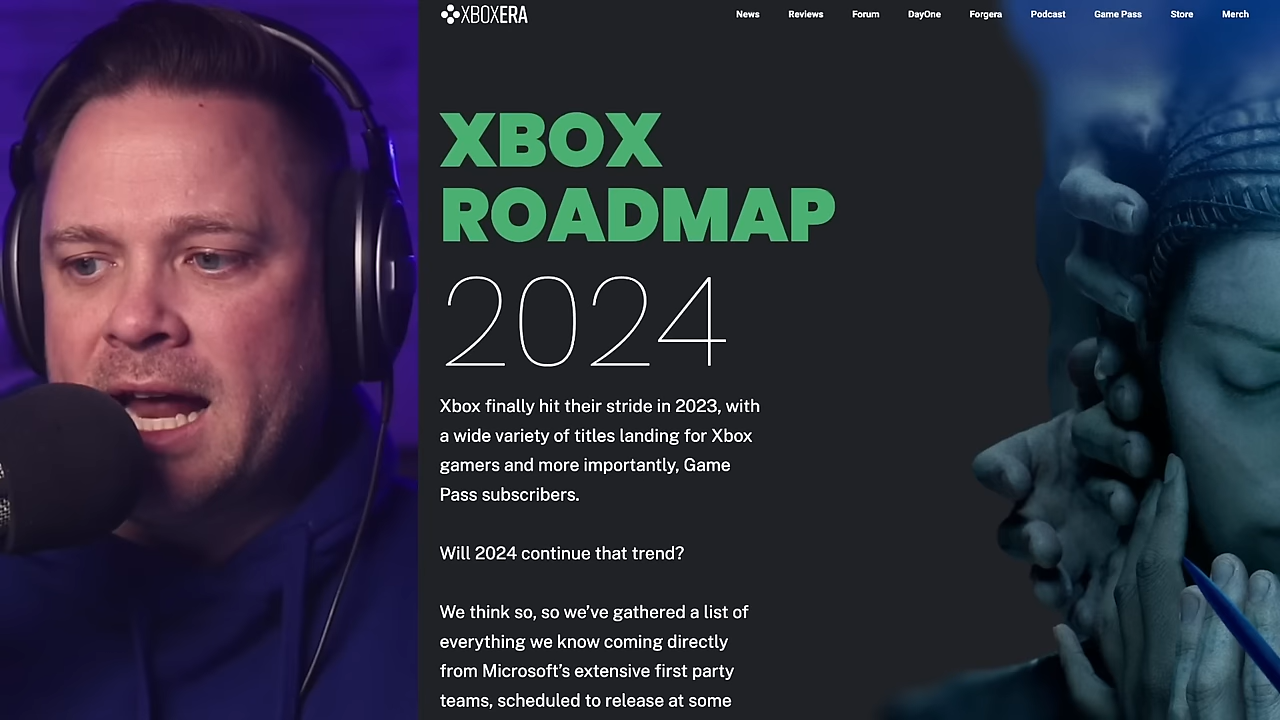 XBOXERA
News
Reviews
Forum
DayOne
Forgera
Podcast
Game Pass
Store
Merch
XBOX
ROADMAP
2024
Xbox finally hit their stride in 2023, with
a wide variety of titles landing for Xbox
gamers and more importantly, Game
Pass subscribers.
Will 2024 continue that trend?
We think so, so we’ve gathered a list of
everything we know coming directly
from Microsoft’s extensive first party
teams, scheduled to release at some